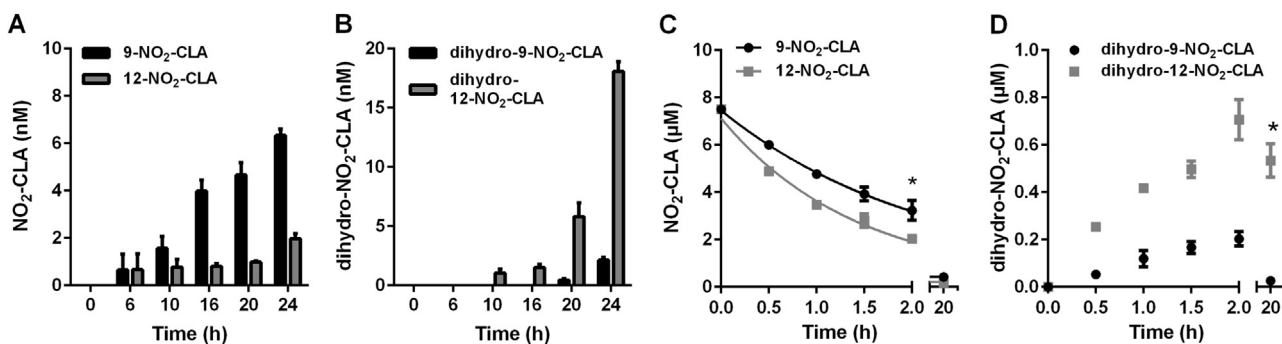 A
NO₂-CLA (nM)
10
8
6
4
2
0
9-NO₂-CLA
12-NO₂-CLA
0 6 10 16 20 24
Time (h)
B
dihydro-NO₂-CLA (nM)
20
15
10
5
0
dihydro-9-NO₂-CLA
dihydro-
12-NO₂-CLA
0 6 10 16 20 24
Time (h)
C
NO₂-CLA (µM)
10
8
6
4
2
0
9-NO₂-CLA
12-NO₂-CLA
*
0.0 0.5 1.0 1.5 2.0 20
Time (h)
D
dihydro-NO₂-CLA (µM)
1.0
0.8
0.6
0.4
0.2
0.0
dihydro-9-NO₂-CLA
dihydro-12-NO₂-CLA
*
0.0 0.5 1.0 1.5 2.0 20
Time (h)